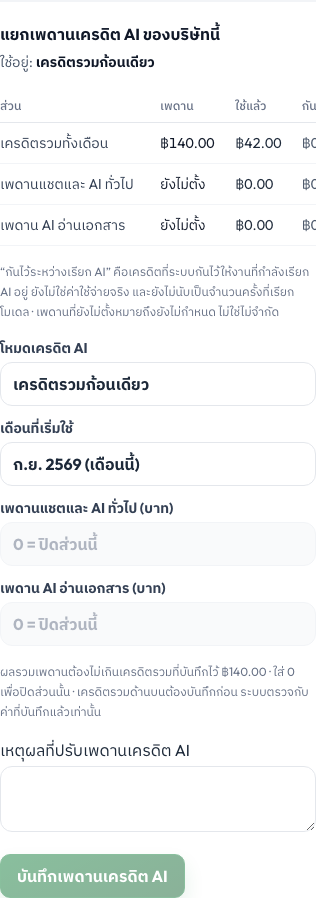 แยกเพดานเครดิต AI ของบริษัทนี้
ใช้อยู่: เครดิตรวมก้อนเดียว
ส่วน เพดาน ใช้แล้ว กัน
เครดิตรวมทั้งเดือน ฿140.00 ฿42.00 ฿0
เพดานแชตและ AI ทั่วไป ยังไม่ตั้ง ฿0.00 ฿0
เพดาน AI อ่านเอกสาร ยังไม่ตั้ง ฿0.00 ฿0
“กันไว้ระหว่างเรียก AI” คือเครดิตที่ระบบกันไว้ให้งานที่กำลังเรียก
AI อยู่ ยังไม่ใช่ค่าใช้จ่ายจริง และยังไม่นับเป็นจำนวนครั้งที่เรียก
โมเดล · เพดานที่ยังไม่ตั้งหมายถึงยังไม่กำหนด ไม่ใช่ไม่จำกัด
โหมดเครดิต AI
เครดิตรวมก้อนเดียว
เดือนที่เริ่มใช้
ก.ย. 2569 (เดือนนี้)
เพดานแชตและ AI ทั่วไป (บาท)
0 = ปิดส่วนนี้
เพดาน AI อ่านเอกสาร (บาท)
0 = ปิดส่วนนี้
ผลรวมเพดานต้องไม่เกินเครดิตรวมที่บันทึกไว้ ฿140.00 · ใส่ 0
เพื่อปิดส่วนนั้น · เครดิตรวมด้านบนต้องบันทึกก่อน ระบบตรวจกับ
ค่าที่บันทึกแล้วเท่านั้น
เหตุผลที่ปรับเพดานเครดิต AI
บันทึกเพดานเครดิต AI